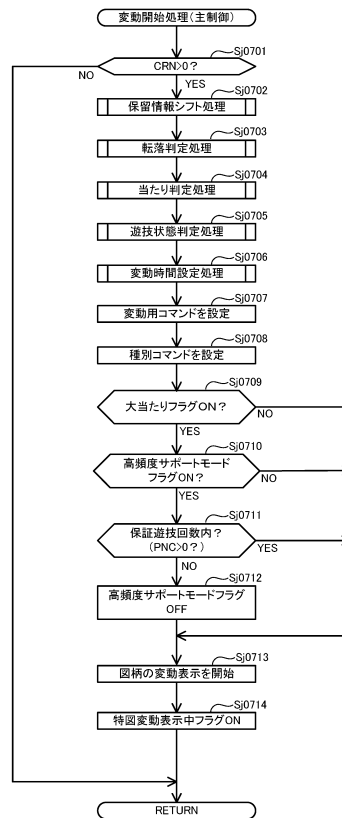 変動開始処理(主制御)
Sj0701
CRN>0?
NO
YES
Sj0702
保留情報シフト処理
Sj0703
転落判定処理
Sj0704
当たり判定処理
Sj0705
遊技状態判定処理
Sj0706
変動時間設定処理
Sj0707
変動用コマンドを設定
Sj0708
種別コマンドを設定
Sj0709
大当たりフラグON?
NO
YES
Sj0710
高頻度サポートモード
フラグON?
NO
YES
Sj0711
保証遊技回数内?
(PNC>0?)
YES
NO
Sj0712
高頻度サポートモードフラグ
OFF
Sj0713
図柄の変動表示を開始
Sj0714
特図変動表示中フラグON
RETURN